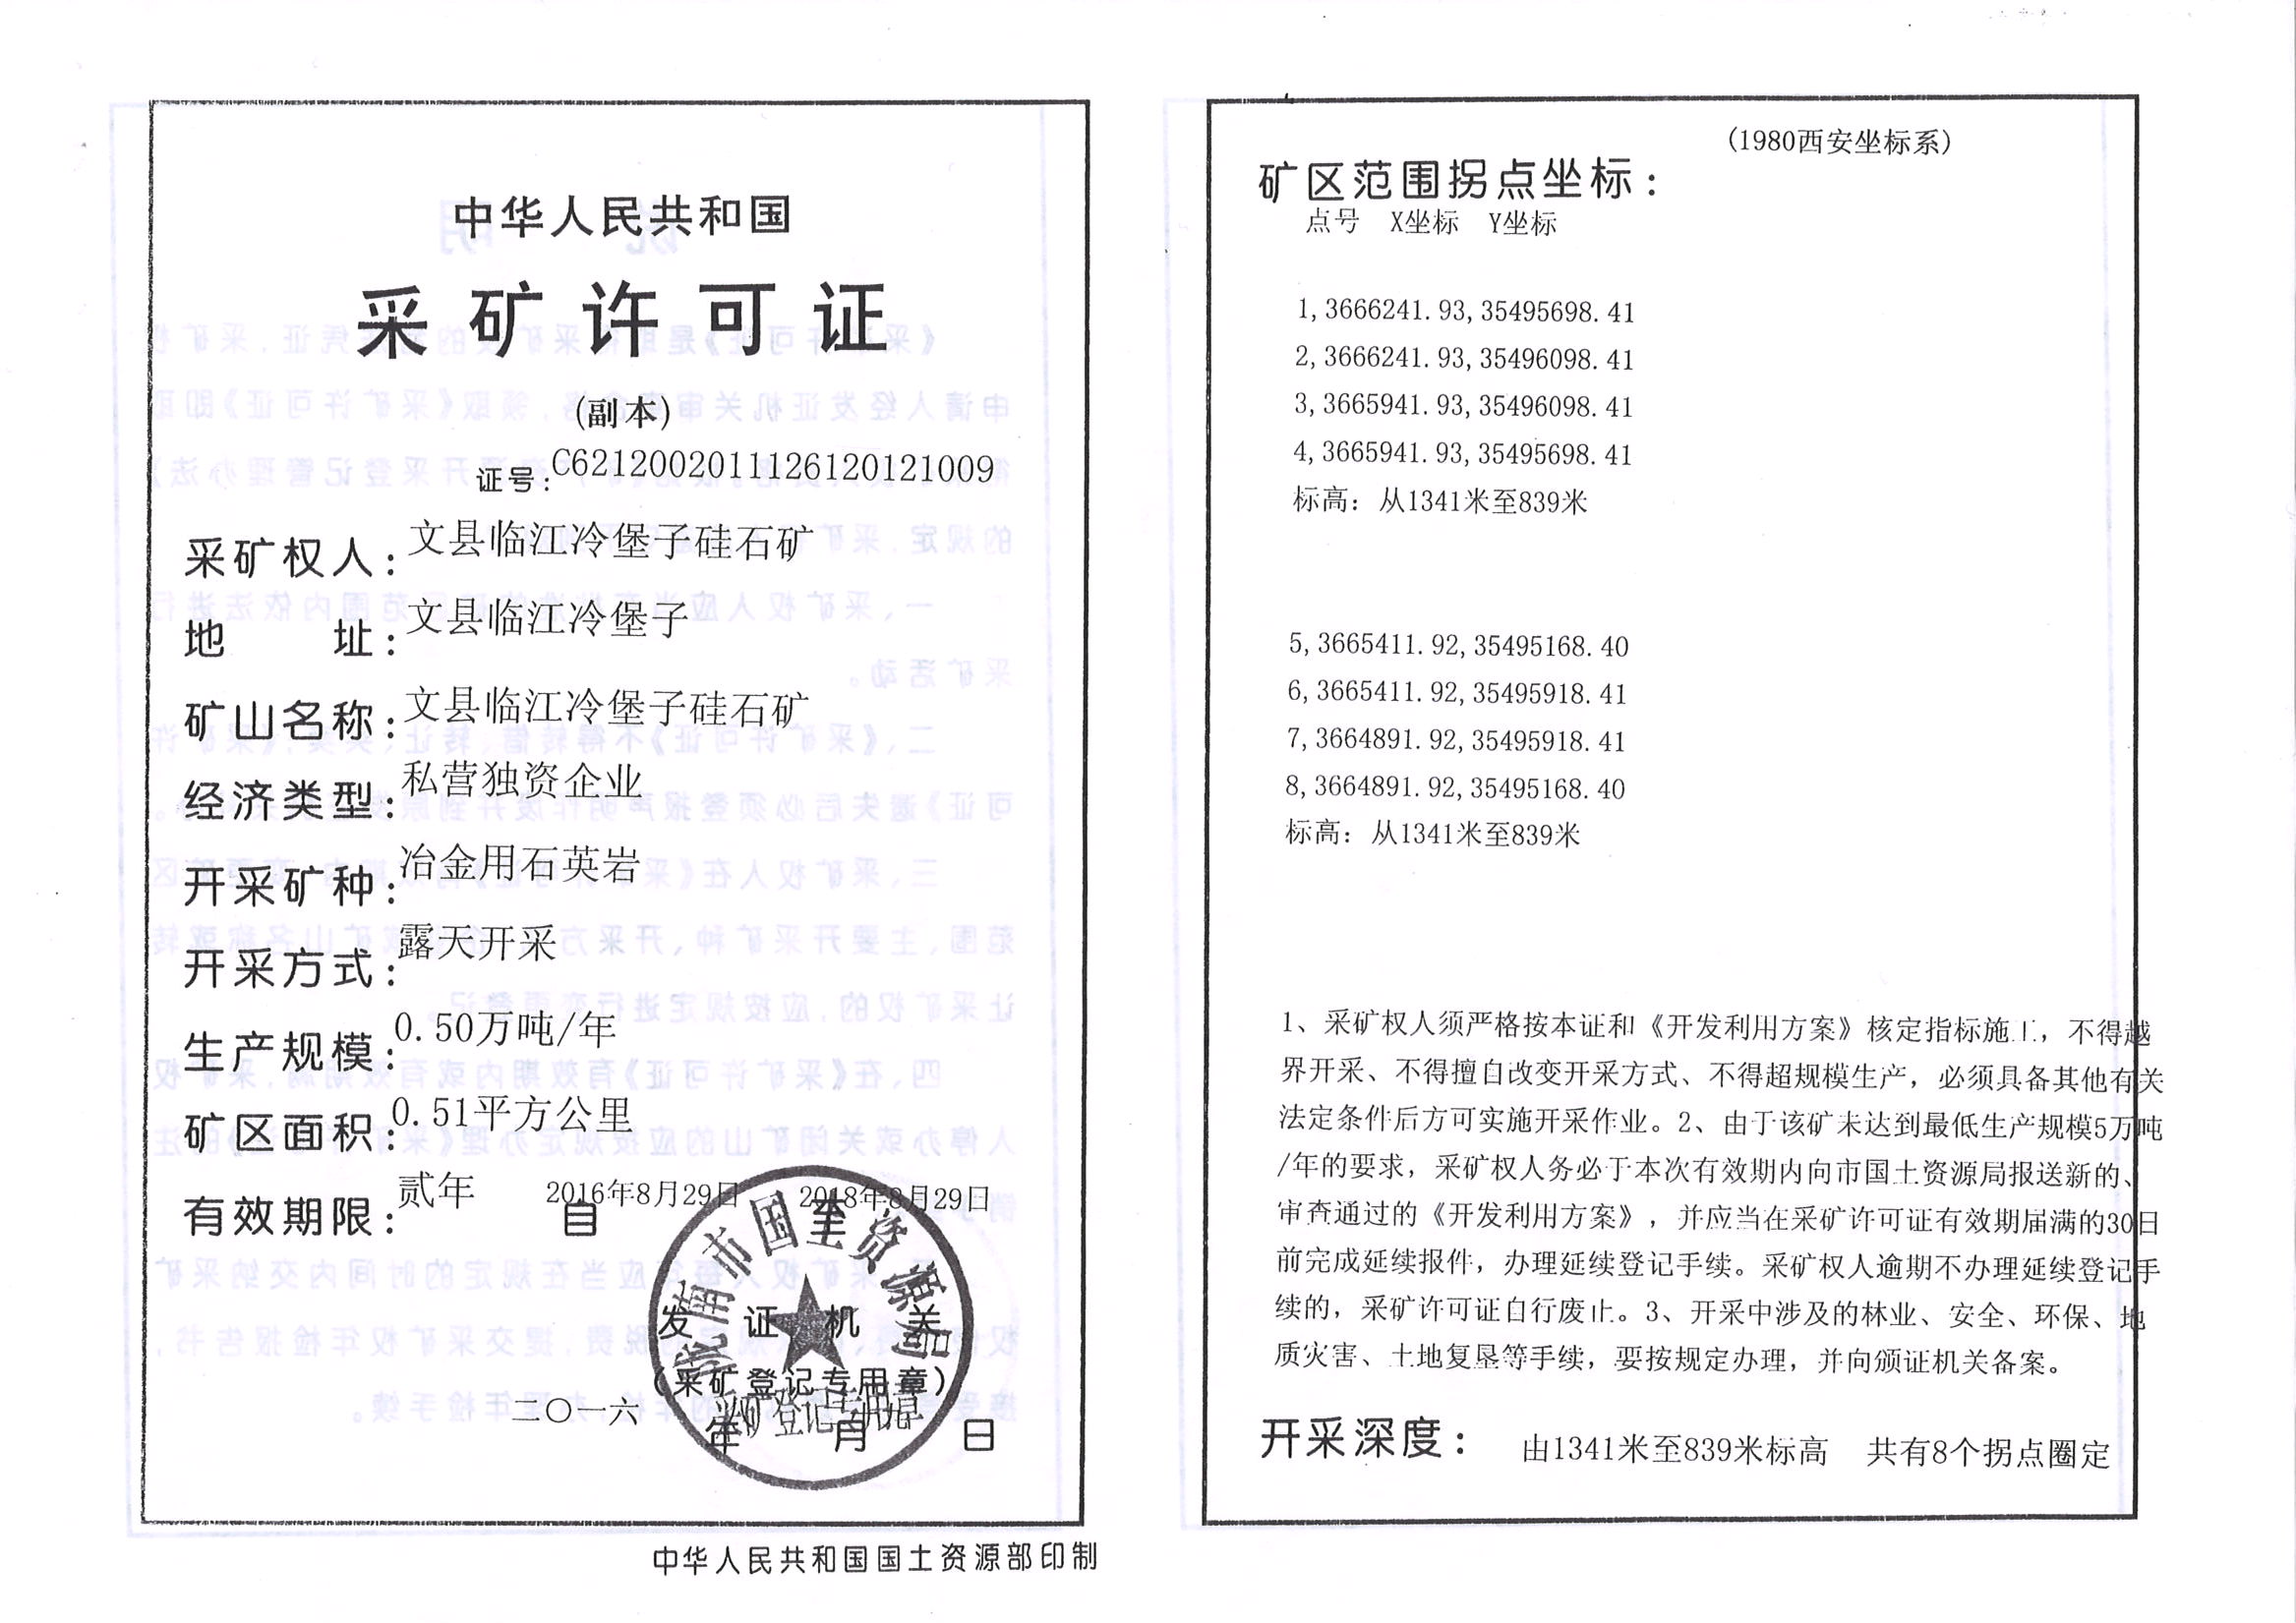 中华人民共和国
采矿许可证
(副本)
证号: C6212002011126120121009
采矿权人: 文县临江冷堡子硅石矿
地 址: 文县临江冷堡子
矿山名称: 文县临江冷堡子硅石矿
经济类型: 私营独资企业
开采矿种: 冶金用石英岩
开采方式: 露天开采
生产规模: 0.50万吨/年
矿区面积: 0.51平方公里
有效期限: 贰年 自 2016年8月29日 至 2018年8月29日
国土资源局
发证机关
(采矿登记专用章)
采矿登记专用章
二〇一六 年 月 日
中华人民共和国国土资源部印制
(1980西安坐标系)
矿区范围拐点坐标:
点号 X坐标 Y坐标
1,3666241.93,35495698.41
2,3666241.93,35496098.41
3,3665941.93,35496098.41
4,3665941.93,35495698.41
标高: 从1341米至839米
5,3665411.92,35495168.40
6,3665411.92,35495918.41
7,3664891.92,35495918.41
8,3664891.92,35495168.40
标高: 从1341米至839米
1、采矿权人须严格按本证和《开发利用方案》核定指标施工，不得越
界开采、不得擅自改变开采方式、不得超规模生产，必须具备其他有关
法定条件后方可实施开采作业。2、由于该矿未达到最低生产规模5万吨
/年的要求，采矿权人务必于本次有效期内向市国土资源局报送新的、
审查通过的《开发利用方案》，并应当在采矿许可证有效期届满的30日
前完成延续报件，办理延续登记手续。采矿权人逾期不办理延续登记手
续的，采矿许可证自行废止。3、开采中涉及的林业、安全、环保、地
质灾害、土地复垦等手续，要按规定办理，并向颁证机关备案。
开采深度: 由1341米至839米标高 共有8个拐点圈定